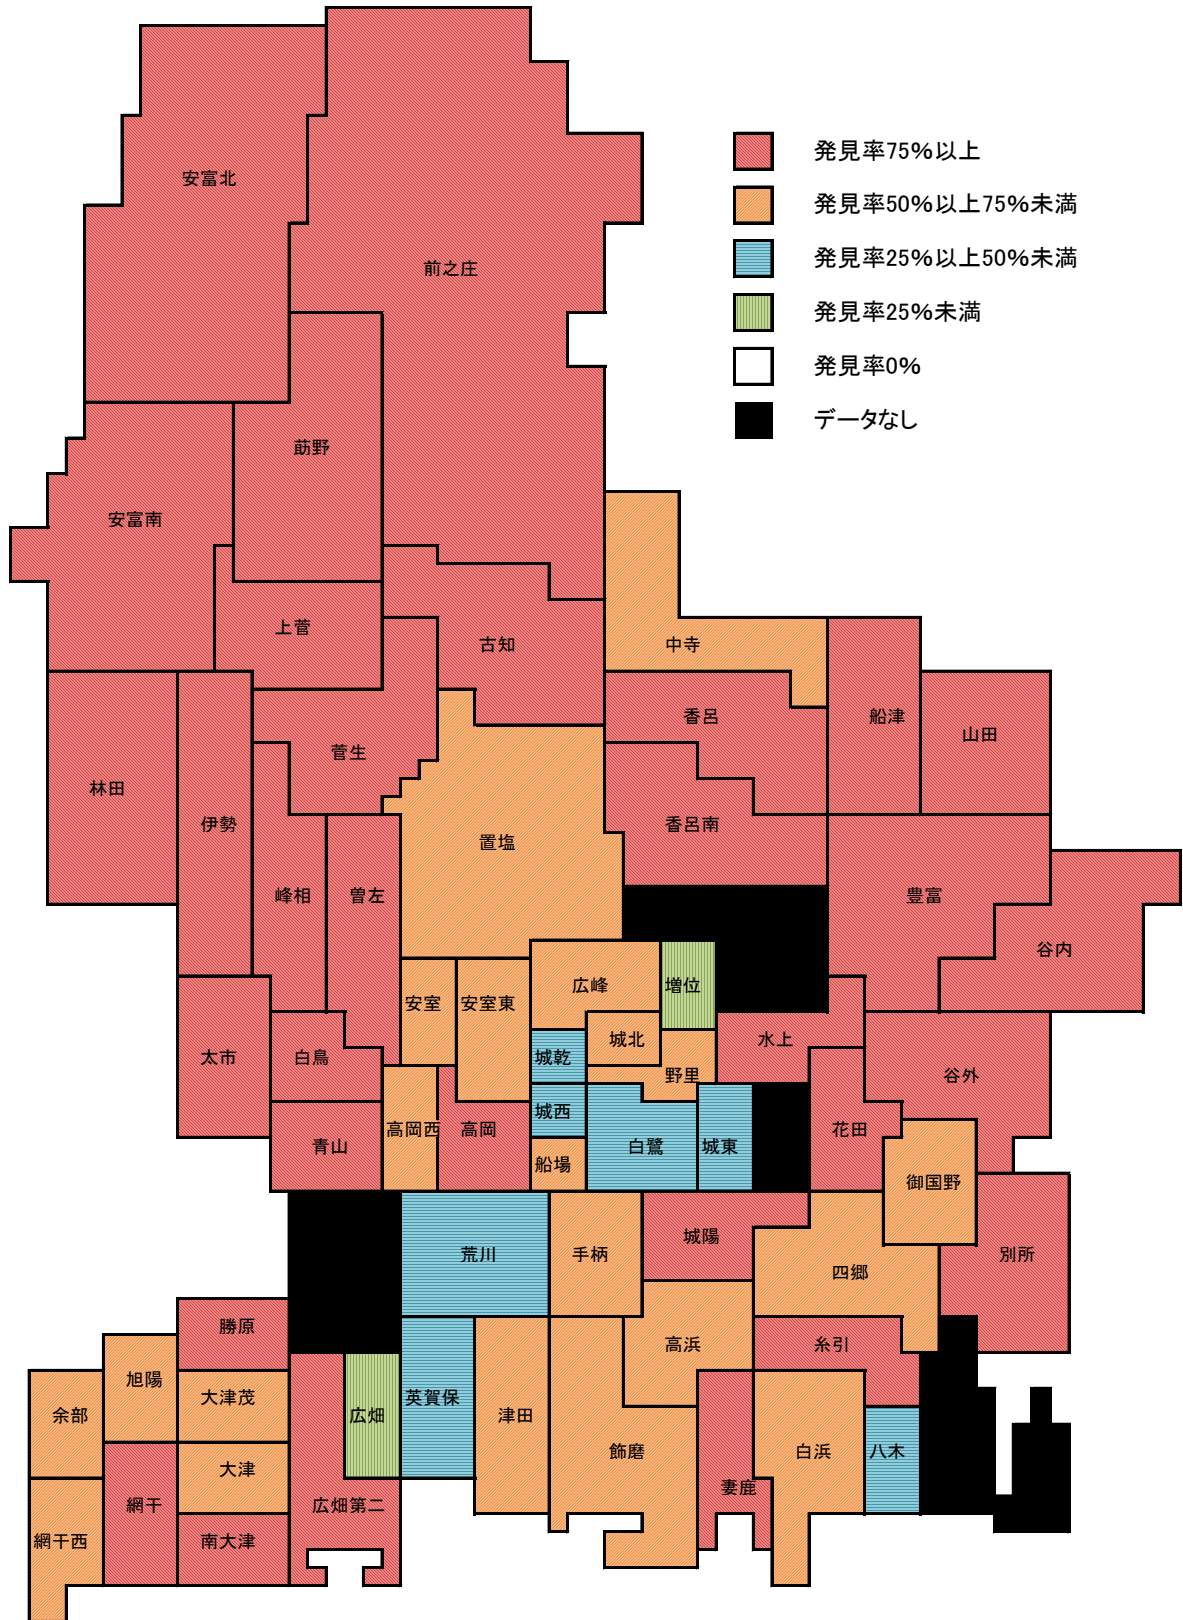 発見率75%以上
安富北
発見率50%以上75%未満
発見率25%以上50%未満
前之庄
発見率25%未満
発見率0%
データなし
莇野
安富南
上菅
古知
中寺
香呂
船津
山田
菅生
林田
伊勢
香呂南
置塩
峰相
曽左
豊富
谷内
広峰
増位
安室
安室東
城北
水上
太市
白鳥
城乾
野里
谷外
城西
高岡西
高岡
花田
青山
白鷺
城東
船場
御国野
城陽
荒川
手柄
別所
四郷
勝原
高浜
糸引
旭陽
大津茂
英賀保
余部
広畑
津田
飾磨
白浜
八木
大津
妻鹿
網干
広畑第二
網干西
南大津